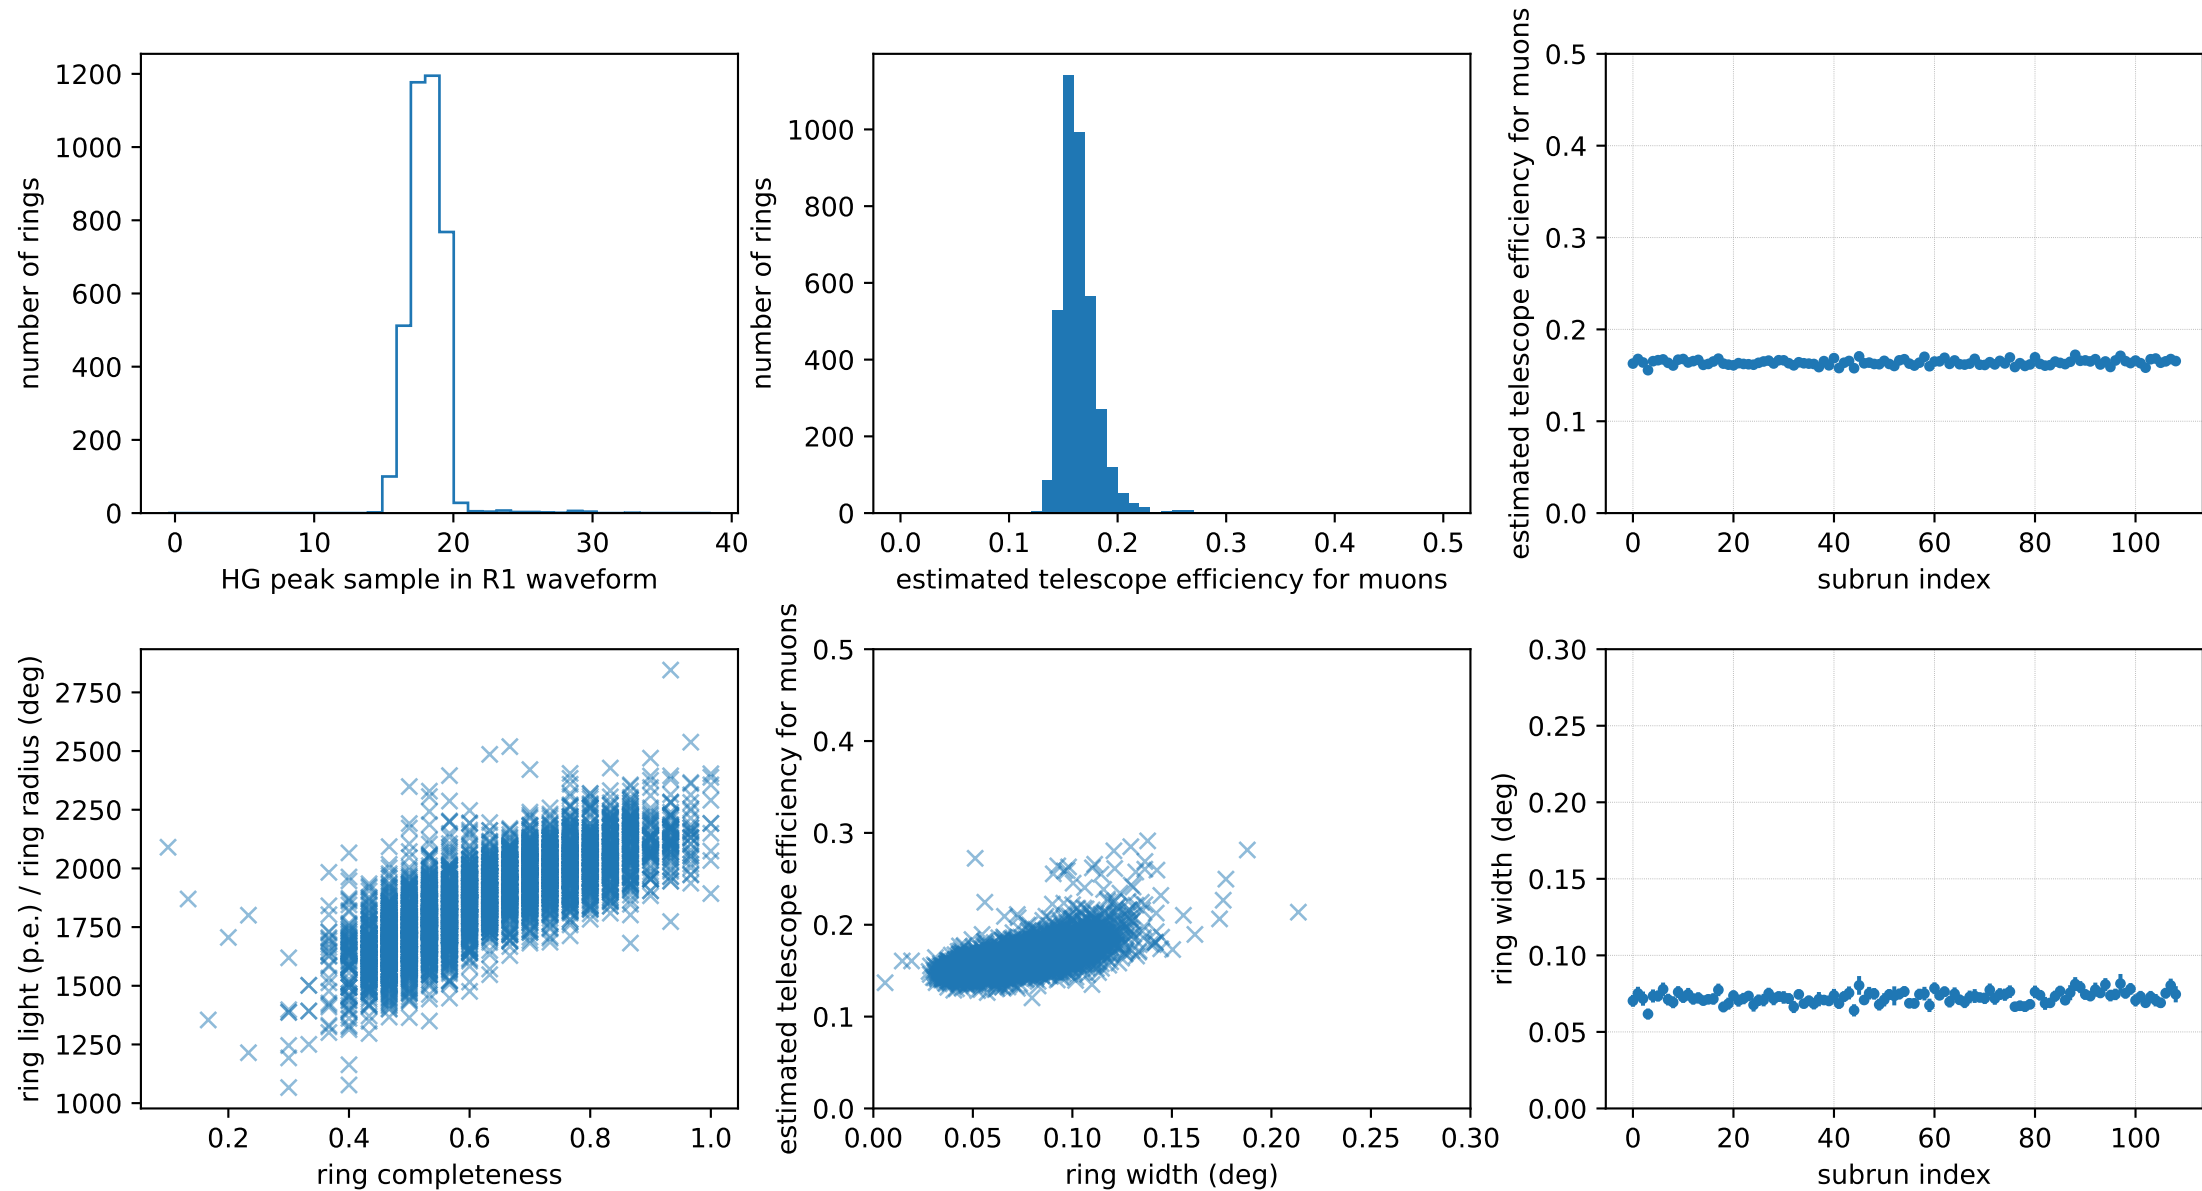 number of rings
1200
1000
800
600
400
200
0
0 10 20 30 40
HG peak sample in R1 waveform
number of rings
1000
800
600
400
200
0
0.0 0.1 0.2 0.3 0.4 0.5
estimated telescope efficiency for muons
estimated telescope efficiency for muons
0.5
0.4
0.3
0.2
0.1
0.0
0 20 40 60 80 100
subrun index
ring light (p.e.) / ring radius (deg)
2750
2500
2250
2000
1750
1500
1250
1000
0.2 0.4 0.6 0.8 1.0
ring completeness
estimated telescope efficiency for muons
0.5
0.4
0.3
0.2
0.1
0.0
0.00 0.05 0.10 0.15 0.20 0.25 0.30
ring width (deg)
ring width (deg)
0.30
0.25
0.20
0.15
0.10
0.05
0.00
0 20 40 60 80 100
subrun index